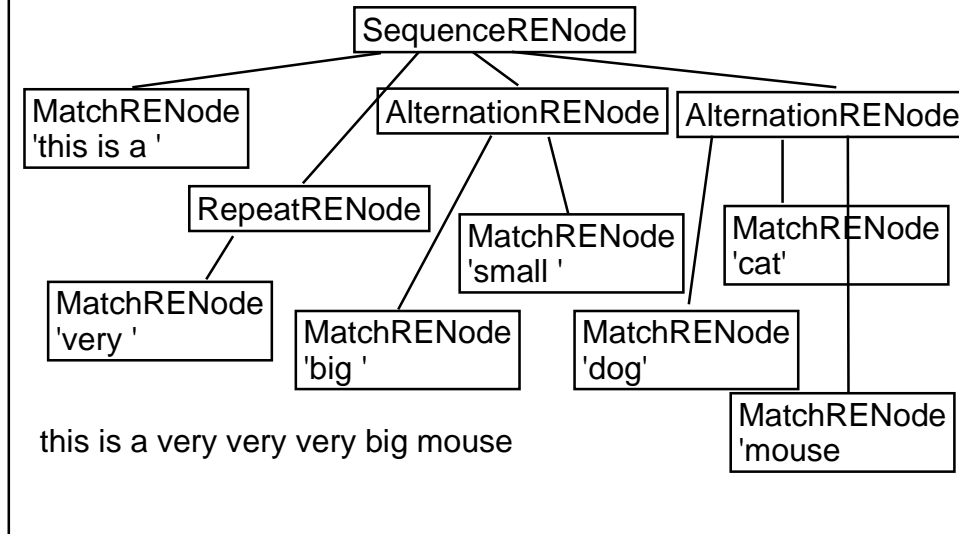 SequenceRENode
MatchRENode
'this is a '
AlternationRENode
AlternationRENode
RepeatRENode
MatchRENode
'small '
MatchRENode
'cat'
MatchRENode
'very '
MatchRENode
'big '
MatchRENode
'dog'
MatchRENode
'mouse
this is a very very very big mouse